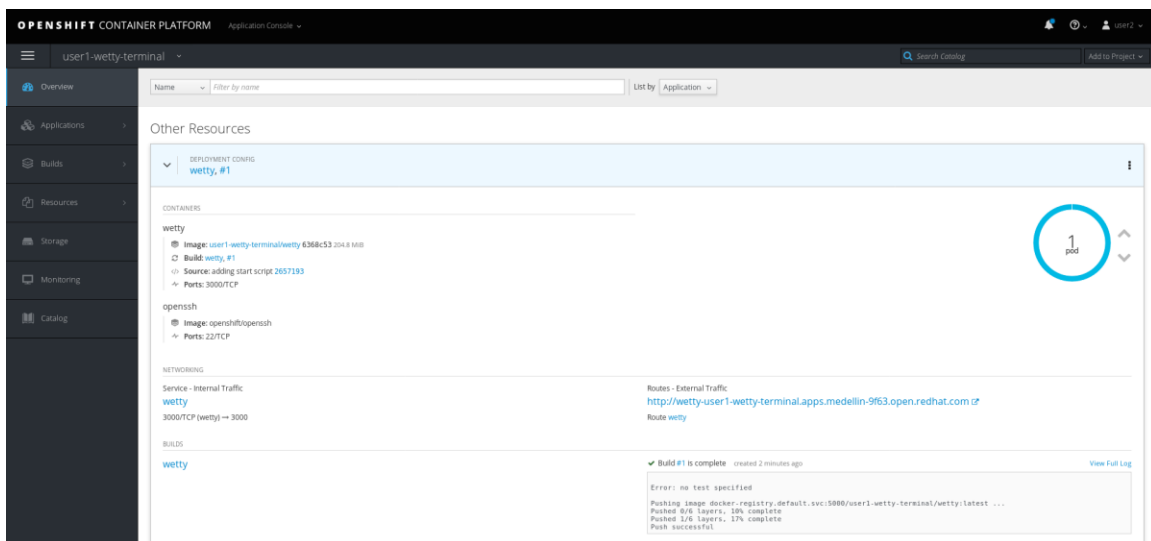 OPENSHIFT CONTAINER PLATFORM Application Console user2
user1-wetty-terminal Search Catalog Add to Project
Overview
Applications
Builds
Resources
Storage
Monitoring
Catalog
Name Filter by name List by Application
Other Resources
DEPLOYMENT CONFIG
wetty, #1
CONTAINERS
wetty
Image: user1-wetty-terminal/wetty 6368c53 204.8 MiB
Build: wetty, #1
Source: adding start script 2657193
Ports: 3000/TCP
openssh
Image: openshift/openssh
Ports: 22/TCP
1
pod
NETWORKING
Service - Internal Traffic
wetty
3000/TCP (wetty) → 3000
Routes - External Traffic
http://wetty-user1-wetty-terminal.apps.medellin-9f63.open.redhat.com
Route wetty
BUILDS
wetty
Build #1 is complete created 2 minutes ago View Full Log
Error: no test specified
Pushing image docker-registry.default.svc:5000/user1-wetty-terminal/wetty:latest ...
Pushed 0/6 layers, 10% complete
Pushed 1/6 layers, 17% complete
Push successful